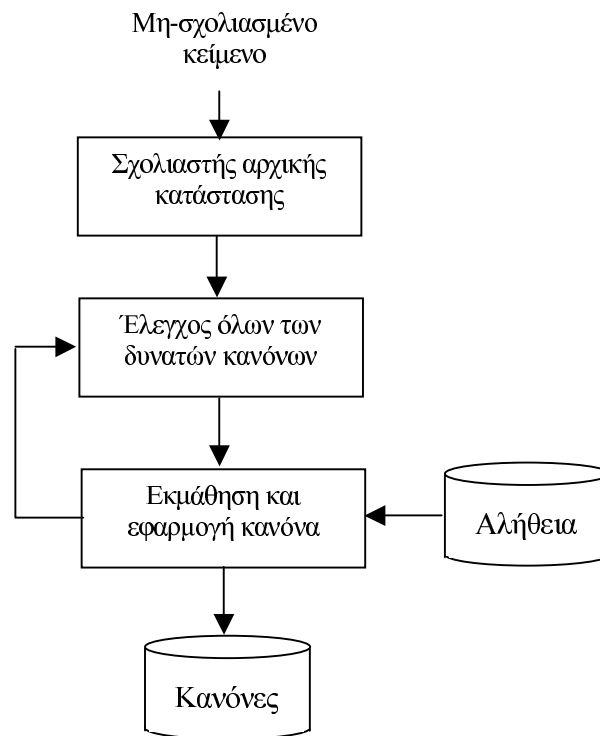 Μη-σχολιασμένο
κείμενο
Σχολιαστής αρχικής
κατάστασης
Έλεγχος όλων των
δυνατών κανόνων
Εκμάθηση και
εφαρμογή κανόνα
Αλήθεια
Κανόνες